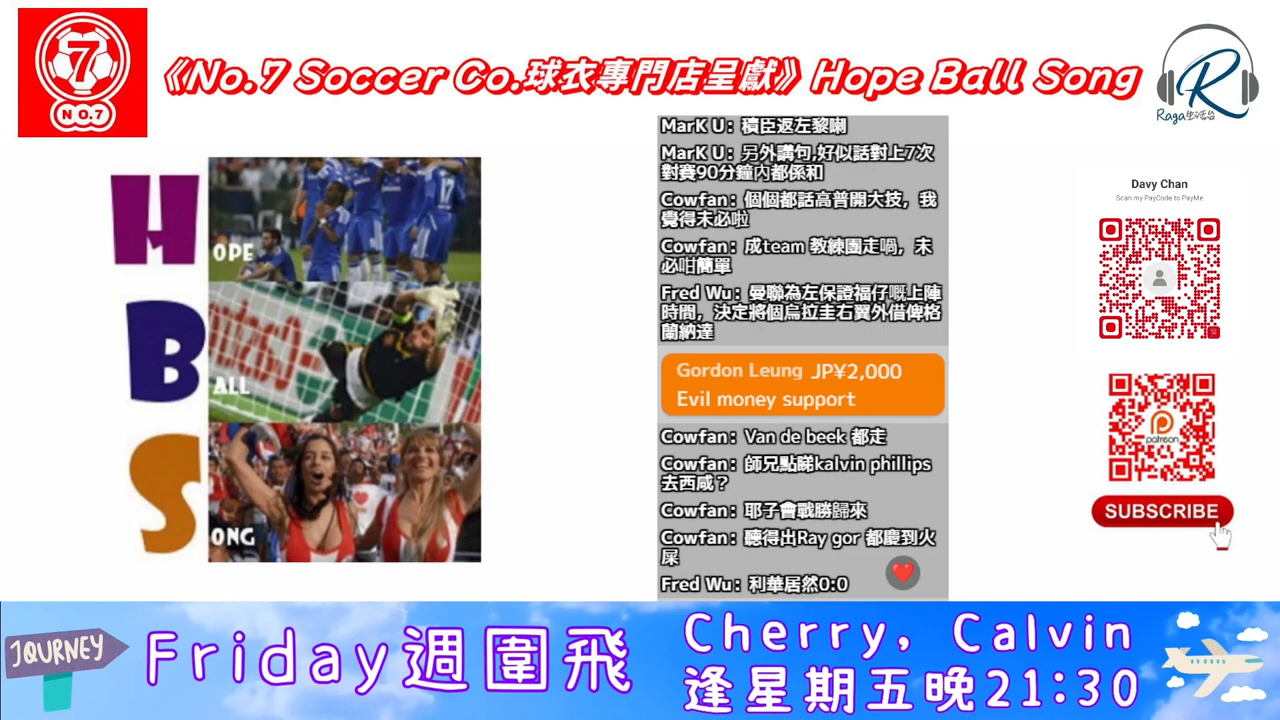 7
NO.7
《No.7 Soccer Co.球衣專門店呈獻》Hope Ball Song
R
Raga生活台
HOPE
BALL
SONG
17
MarK U：積臣返左黎喇
MarK U：另外講句,好似話對上7次
對賽90分鐘內都係和
Cowfan：個個都話高普開大技，我
覺得未必啦
Cowfan：成team 教練團走喎，未
必咁簡單
Fred Wu：曼聯為左保證福仔嘅上陣
時間，決定將個烏拉圭右翼外借俾格
蘭納達
Gordon Leung JP¥2,000
Evil money support
Cowfan：Van de beek 都走
Cowfan：師兄點睇kalvin phillips
去西咸？
Cowfan：耶子會戰勝歸來
Cowfan：聽得出Ray gor 都慶到火
屎
Fred Wu：利華居然0:0
Davy Chan
Scan my PayCode to PayMe
patreon
SUBSCRIBE
JOURNEY
Friday週圍飛
Cherry, Calvin
逢星期五晚21:30